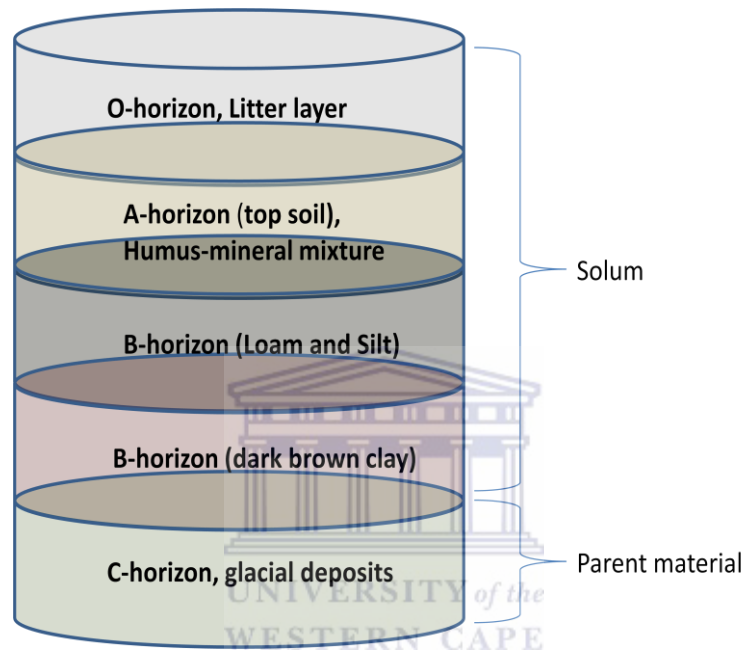 O-horizon, Litter layer
A-horizon (top soil),
Humus-mineral mixture
Solum
B-horizon (Loam and Silt)
B-horizon (dark brown clay)
C-horizon, glacial deposits
Parent material
UNIVERSITY of the
WESTERN CAPE